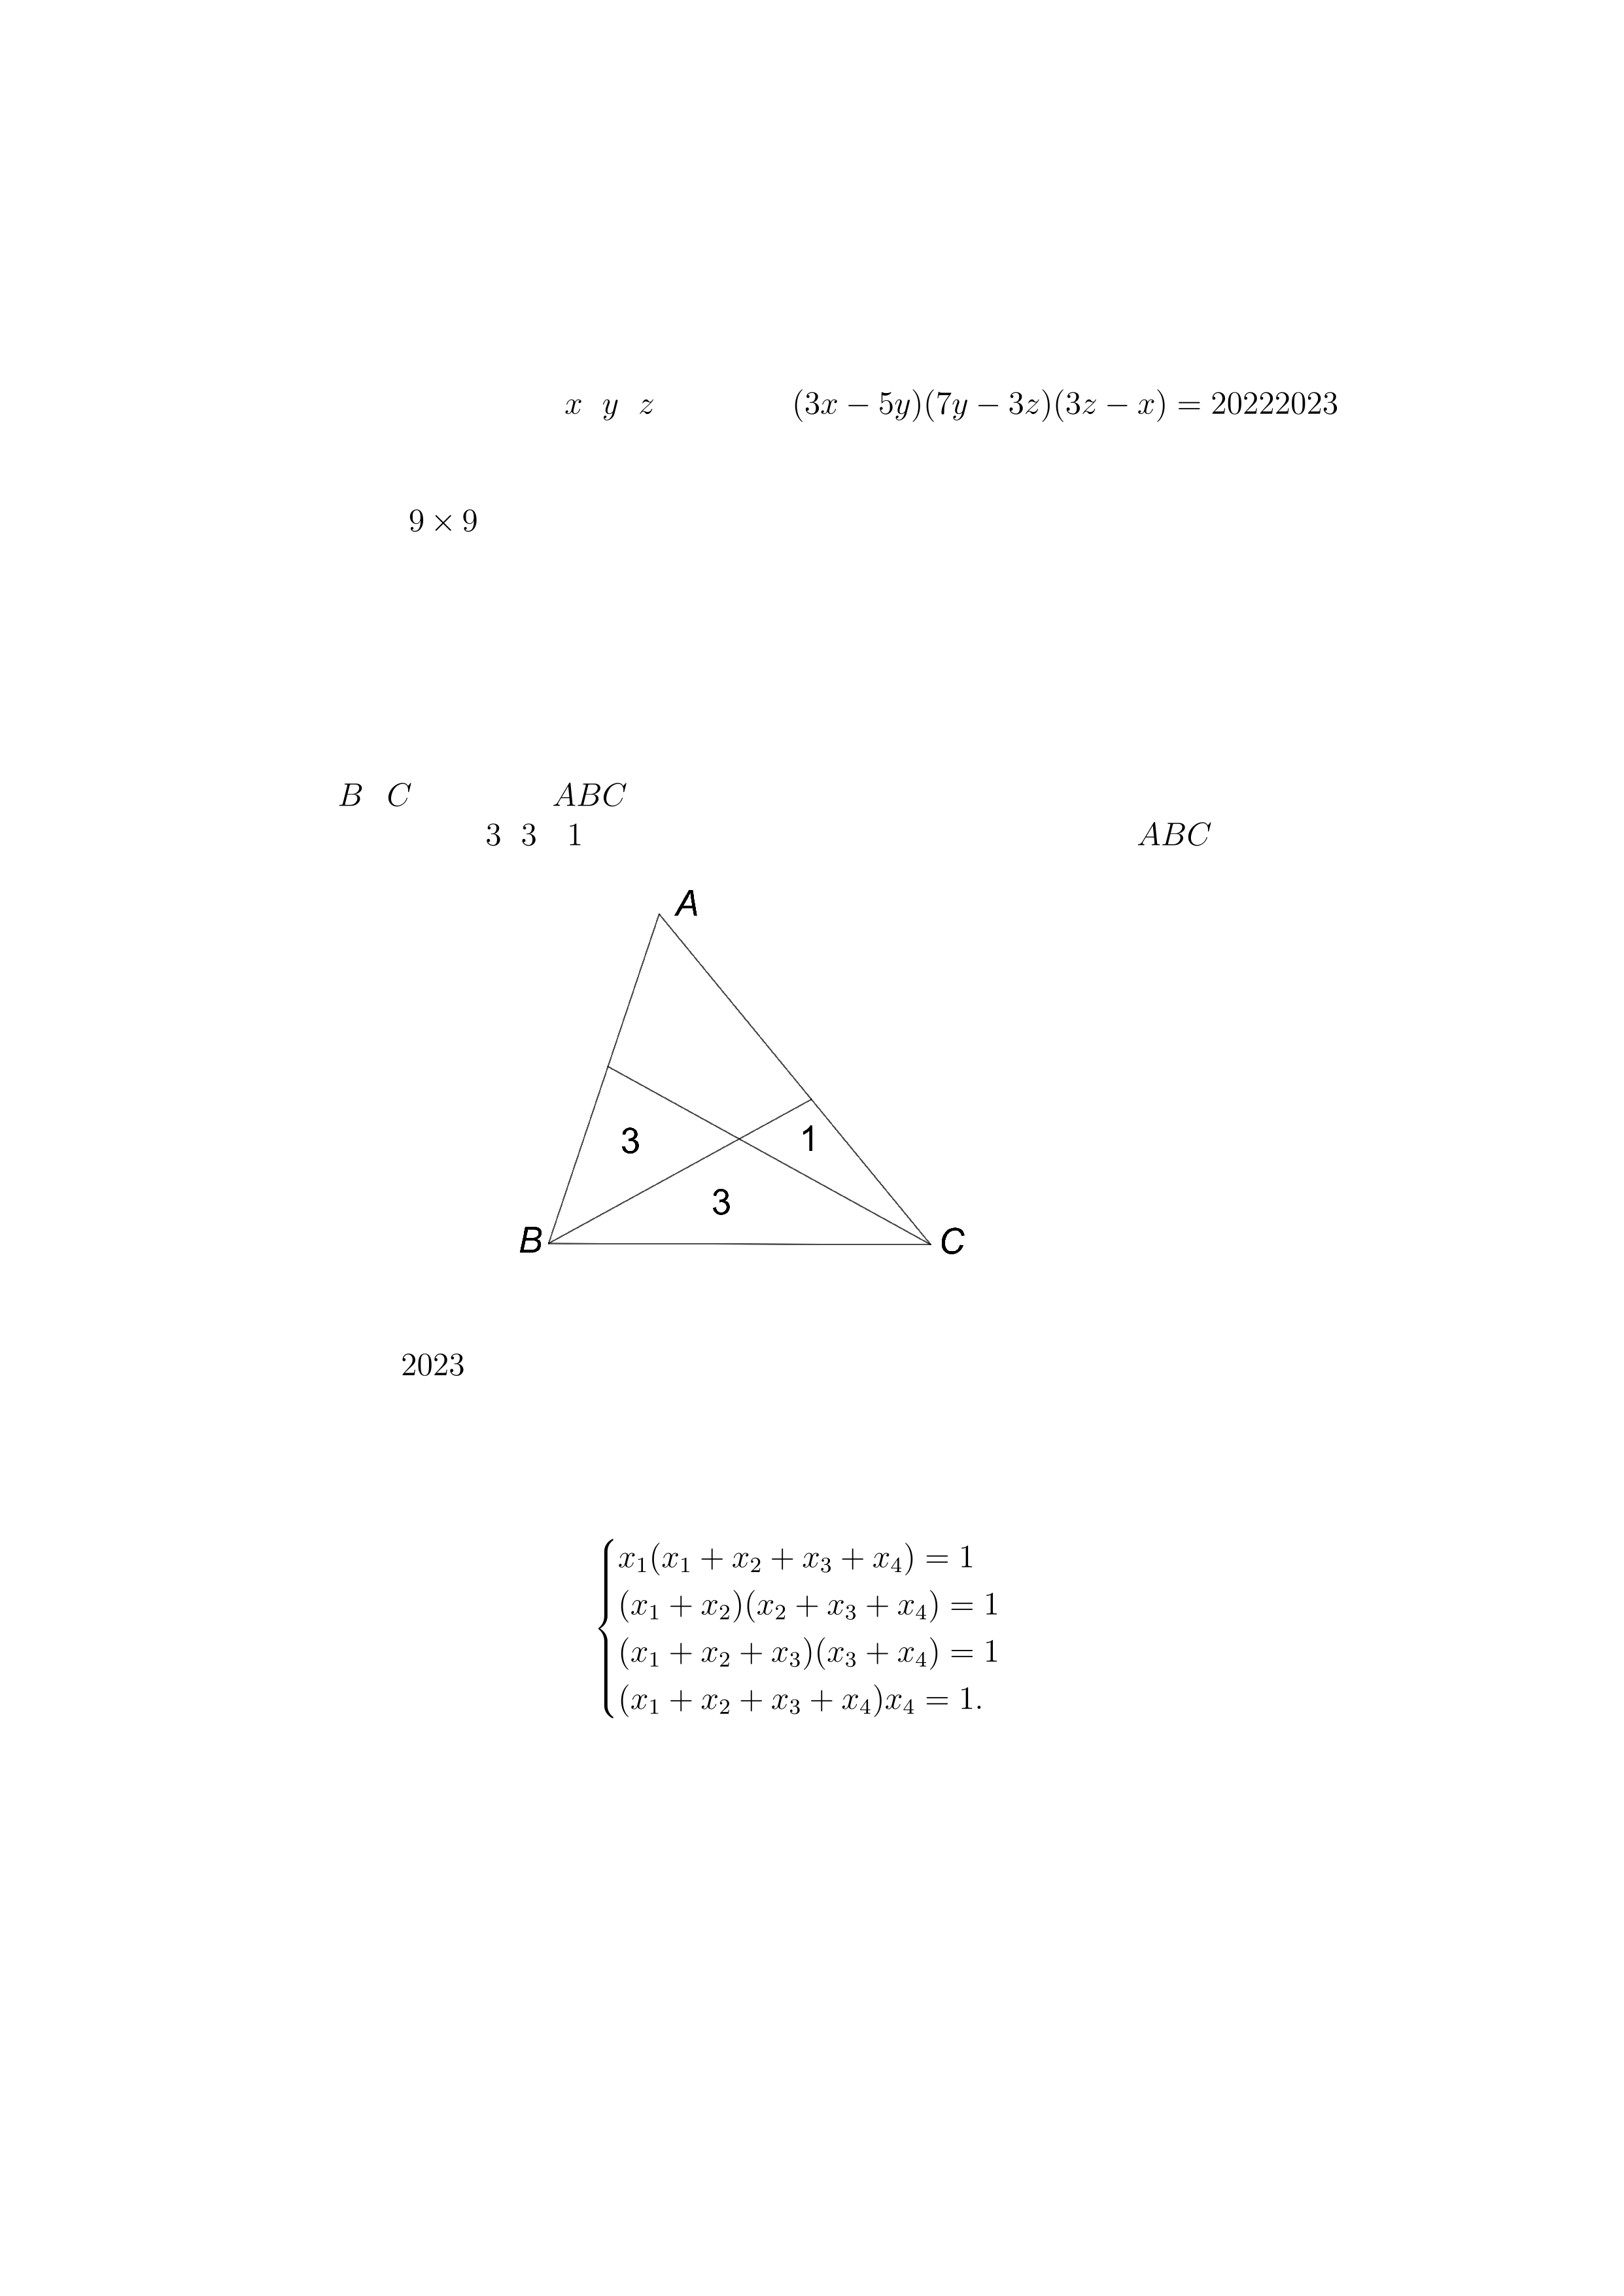 x y z (3x − 5y)(7y − 3z)(3z − x) = 20222023
9 × 9
B C ABC
3 3 1 ABC
A
3 1
3
B C
2023
x₁(x₁ + x₂ + x₃ + x₄) = 1
(x₁ + x₂)(x₂ + x₃ + x₄) = 1
(x₁ + x₂ + x₃)(x₃ + x₄) = 1
(x₁ + x₂ + x₃ + x₄)x₄ = 1.